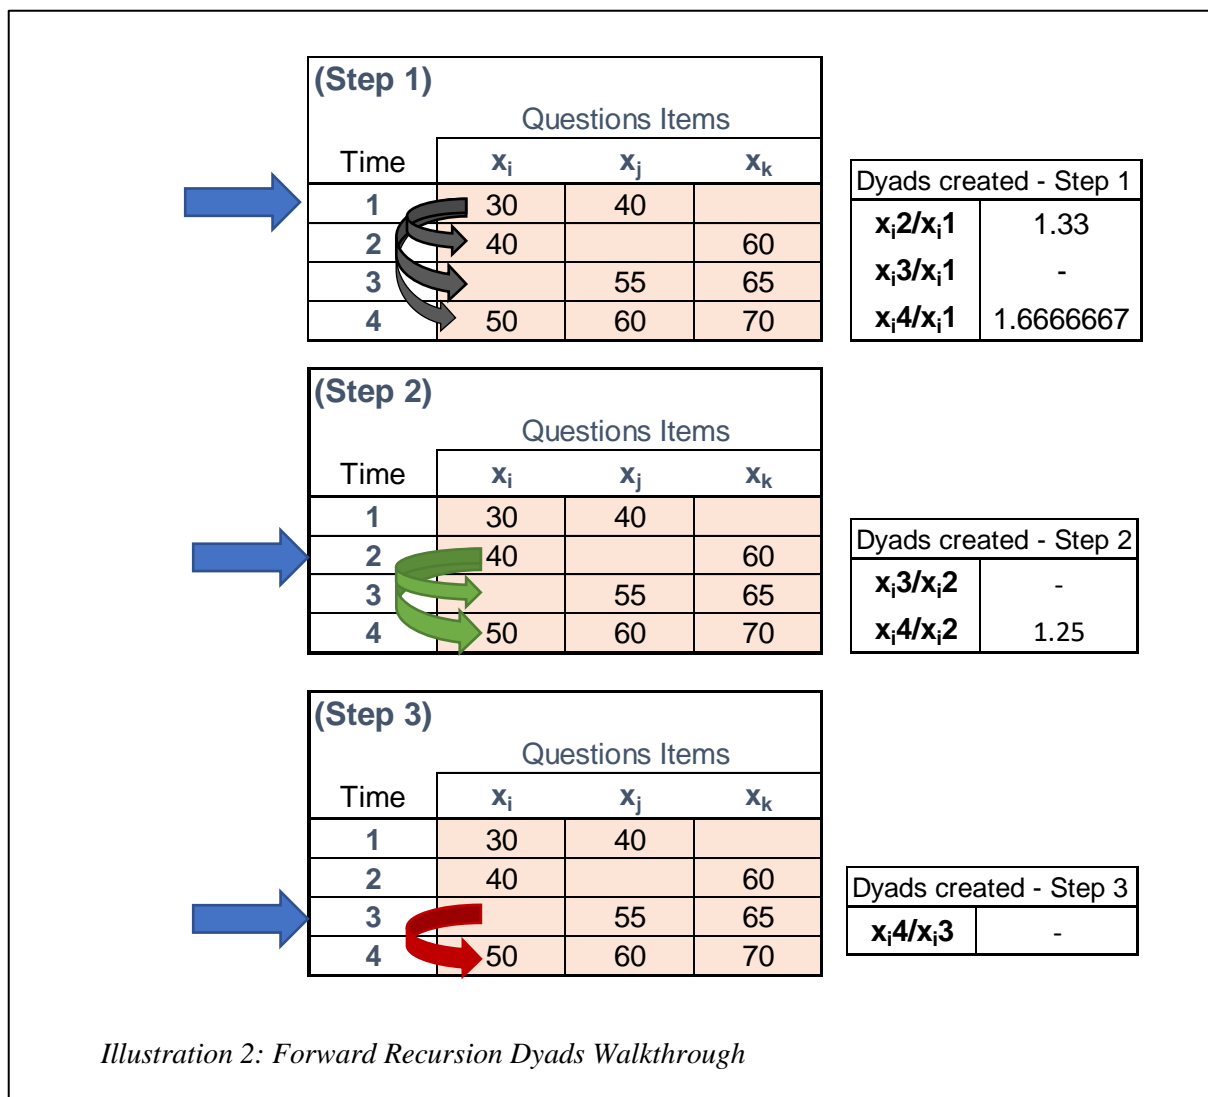 (Step 1)
Questions Items
Time xi xj xk
1 30 40
2 40 60
3 55 65
4 50 60 70
Dyads created - Step 1
xi2/xi1 1.33
xi3/xi1 -
xi4/xi1 1.6666667
(Step 2)
Questions Items
Time xi xj xk
1 30 40
2 40 60
3 55 65
4 50 60 70
Dyads created - Step 2
xi3/xi2 -
xi4/xi2 1.25
(Step 3)
Questions Items
Time xi xj xk
1 30 40
2 40 60
3 55 65
4 50 60 70
Dyads created - Step 3
xi4/xi3 -
Illustration 2: Forward Recursion Dyads Walkthrough